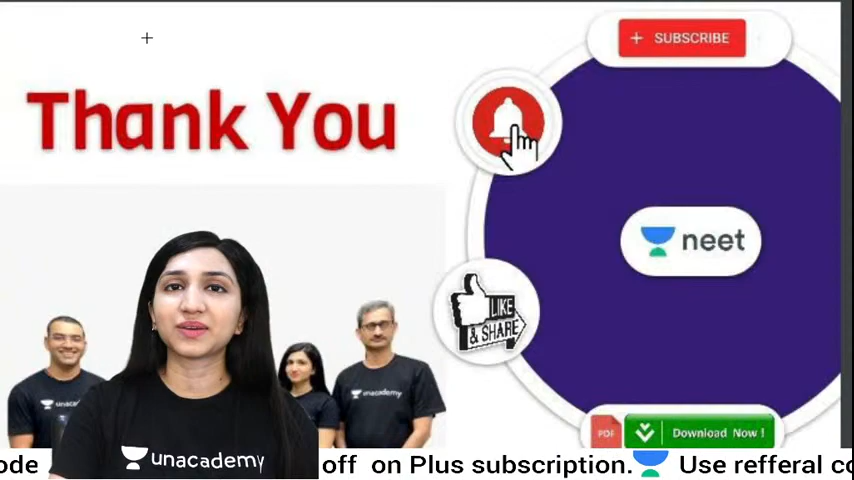 SUBSCRIBE
Thank You
neet
LIKE
& SHARE
unacademy
unacademy
PDF
Download Now !
ode
off on Plus subscription.
Use refferal co